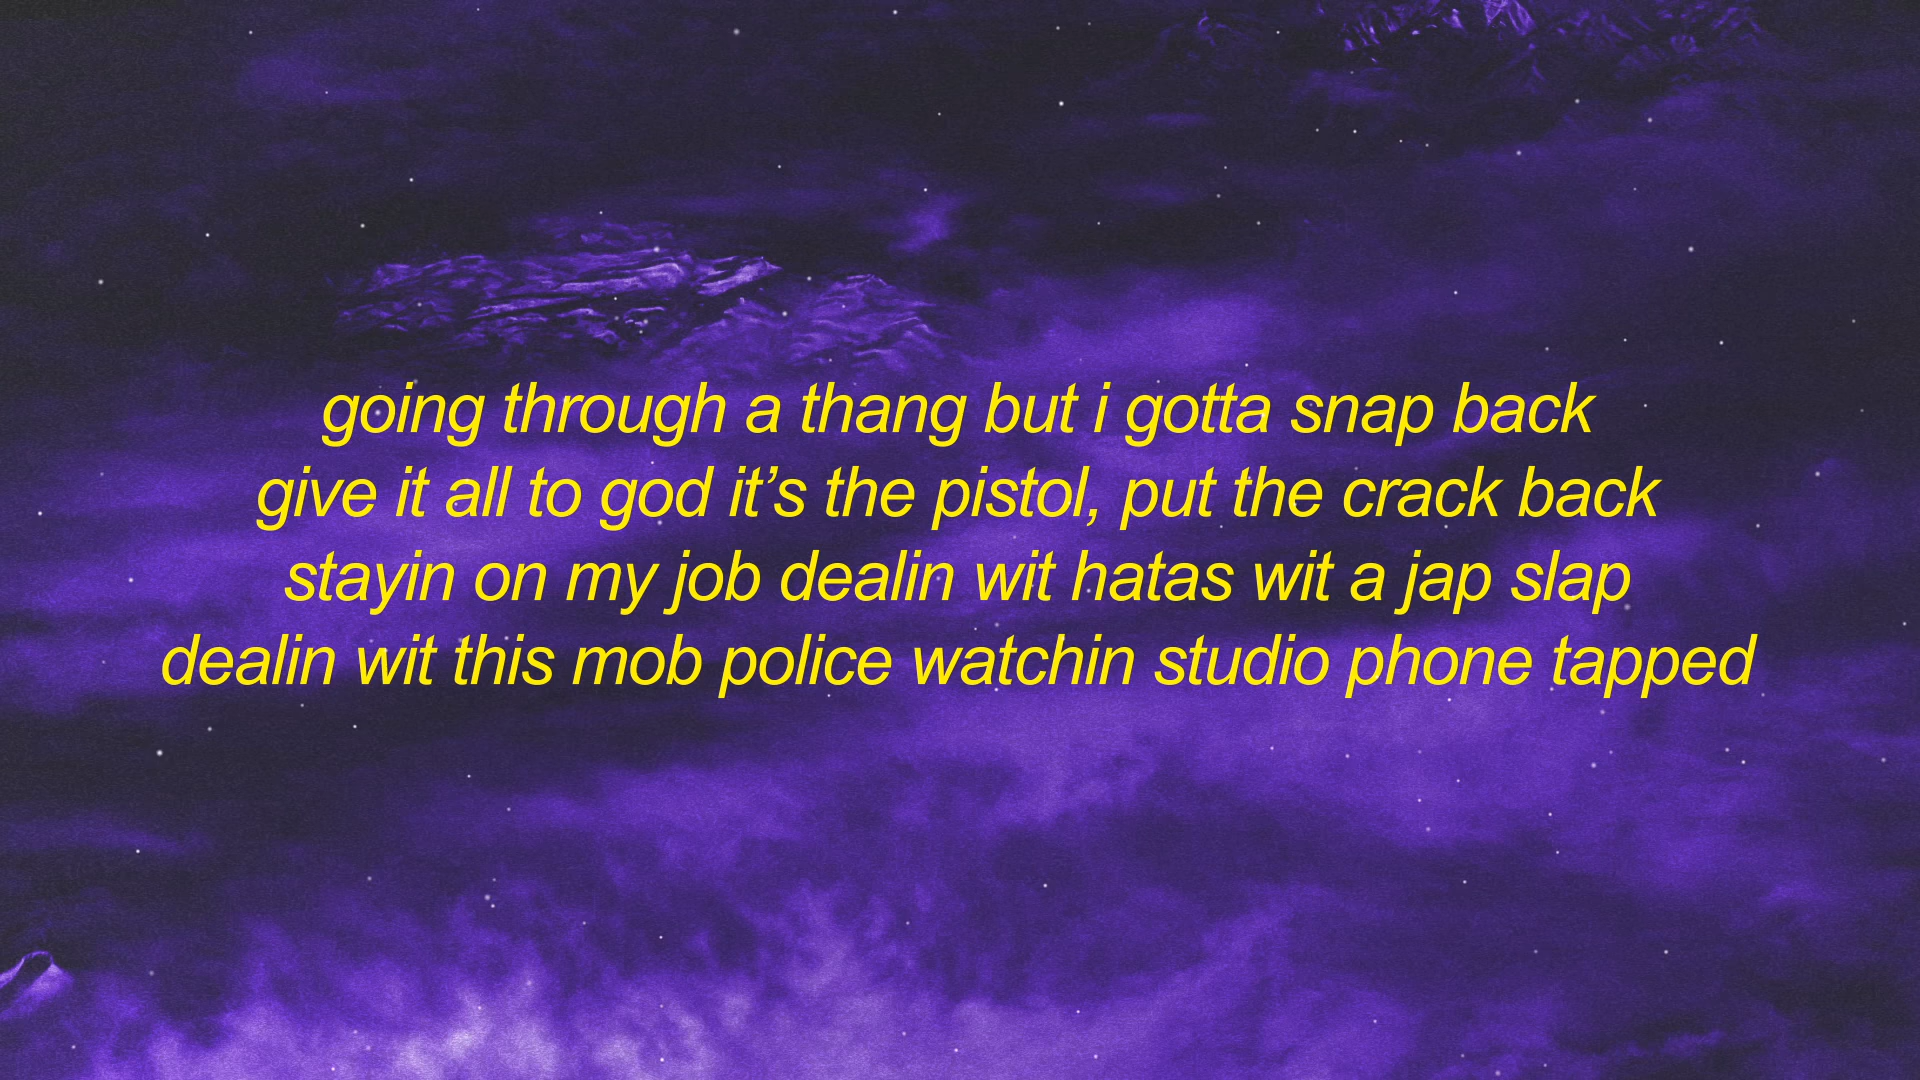 going through a thang but i gotta snap back
give it all to god it’s the pistol, put the crack back
stayin on my job dealin wit hatas wit a jap slap
dealin wit this mob police watchin studio phone tapped